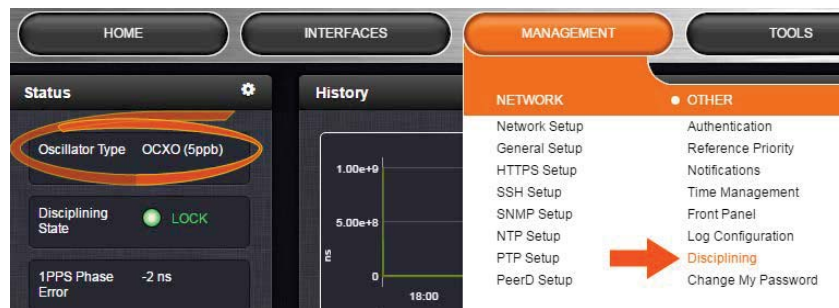 HOME
INTERFACES
MANAGEMENT
TOOLS
Status
Oscillator Type OCXO (5ppb)
Disciplining
State
LOCK
1PPS Phase
Error
-2 ns
History
1.00e+9
5.00e+8
0
ns
18:00
NETWORK
Network Setup
General Setup
HTTPS Setup
SSH Setup
SNMP Setup
NTP Setup
PTP Setup
PeerD Setup
OTHER
Authentication
Reference Priority
Notifications
Time Management
Front Panel
Log Configuration
Disciplining
Change My Password